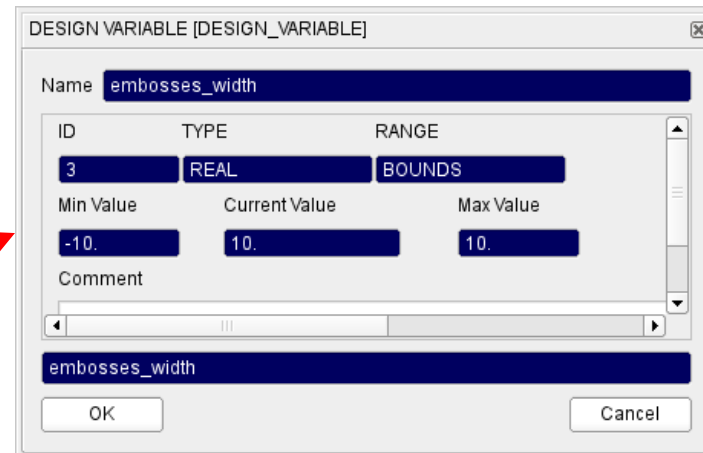 DESIGN VARIABLE [DESIGN_VARIABLE]
Name embosses_width
ID TYPE RANGE
3 REAL BOUNDS
Min Value Current Value Max Value
-10. 10. 10.
Comment
embosses_width
OK Cancel